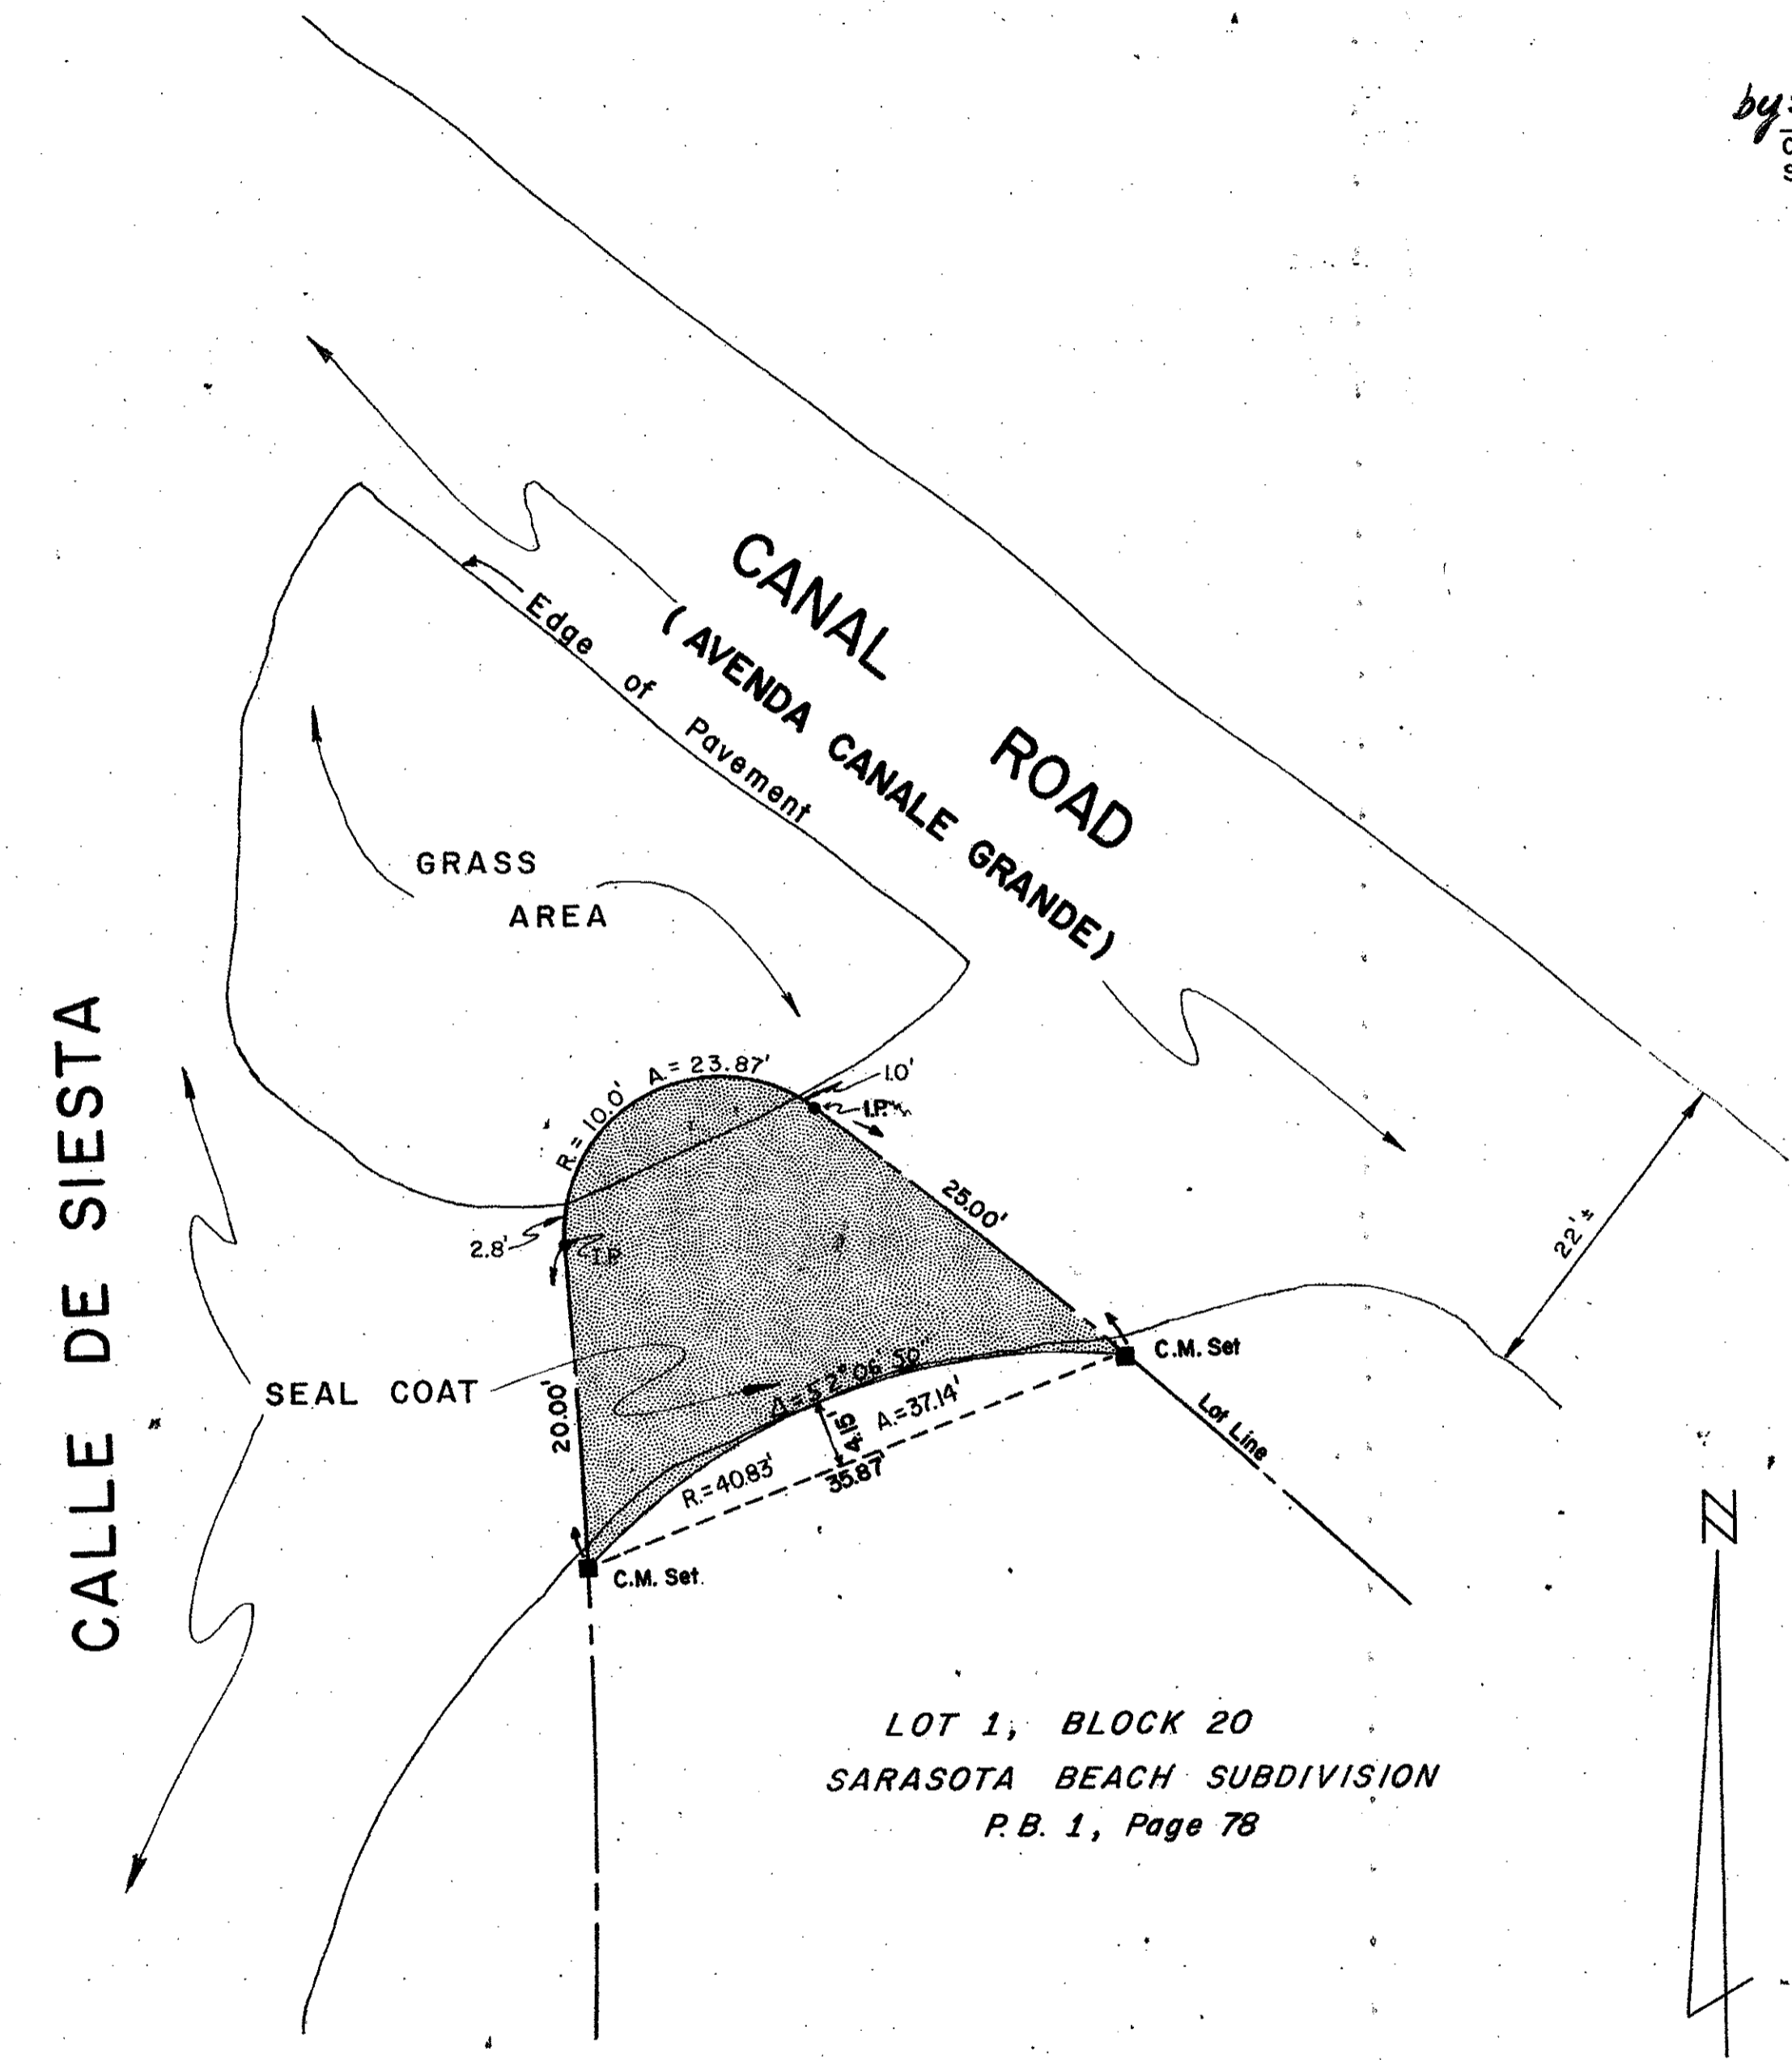 by:
CANAL
ROAD
(AVENDA CANALE GRANDE)
Edge of Pavement
GRASS
AREA
CALLE DE SIESTA
A.= 23.87'
R.= 10.0'
1.0'
I.P.
25.00'
2.8'
I.P.
22'±
C.M. Set
SEAL COAT
20.00'
Δ=52°06'50"
A.=37.14'
4.15'
R.=40.83'
35.87'
Lot Line
C.M. Set.
N
LOT 1, BLOCK 20
SARASOTA BEACH SUBDIVISION
P.B. 1, Page 78